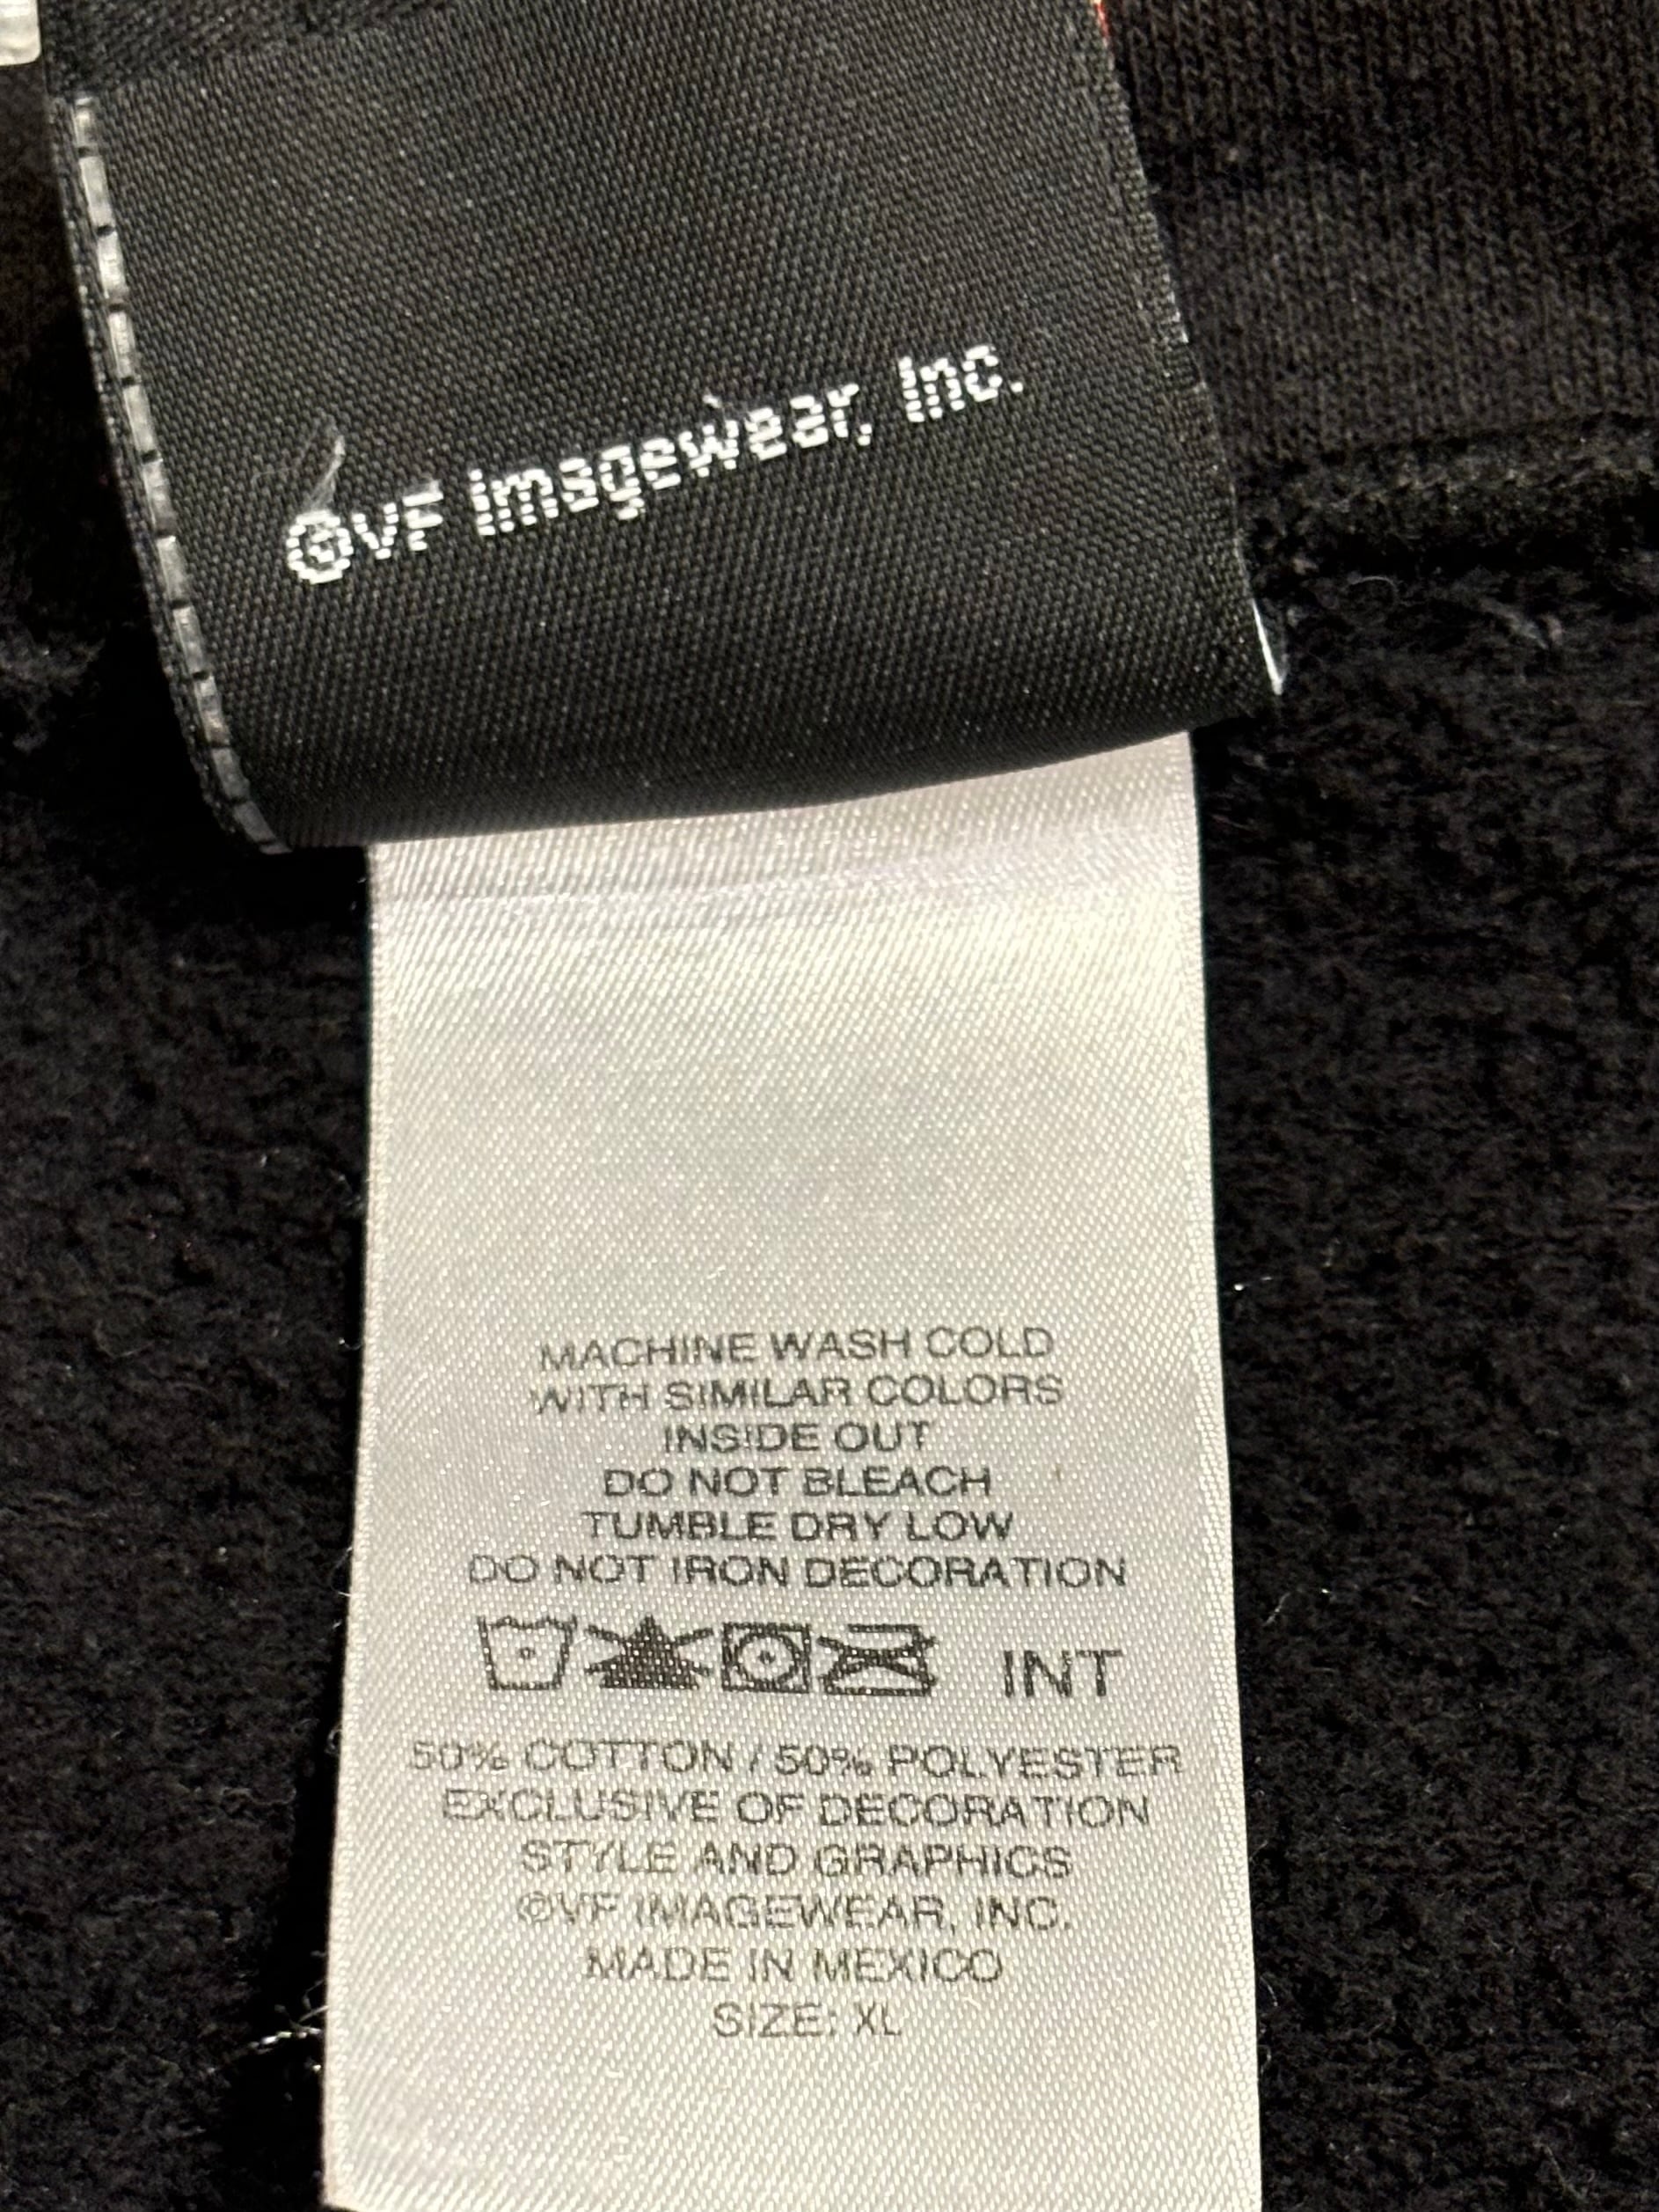 ©VF Imagewear, Inc.
MACHINE WASH COLD
WITH SIMILAR COLORS
INSIDE OUT
DO NOT BLEACH
TUMBLE DRY LOW
DO NOT IRON DECORATION
INT
50% COTTON / 50% POLYESTER
EXCLUSIVE OF DECORATION
STYLE AND GRAPHICS
©VF IMAGEWEAR, INC.
MADE IN MEXICO
SIZE: XL